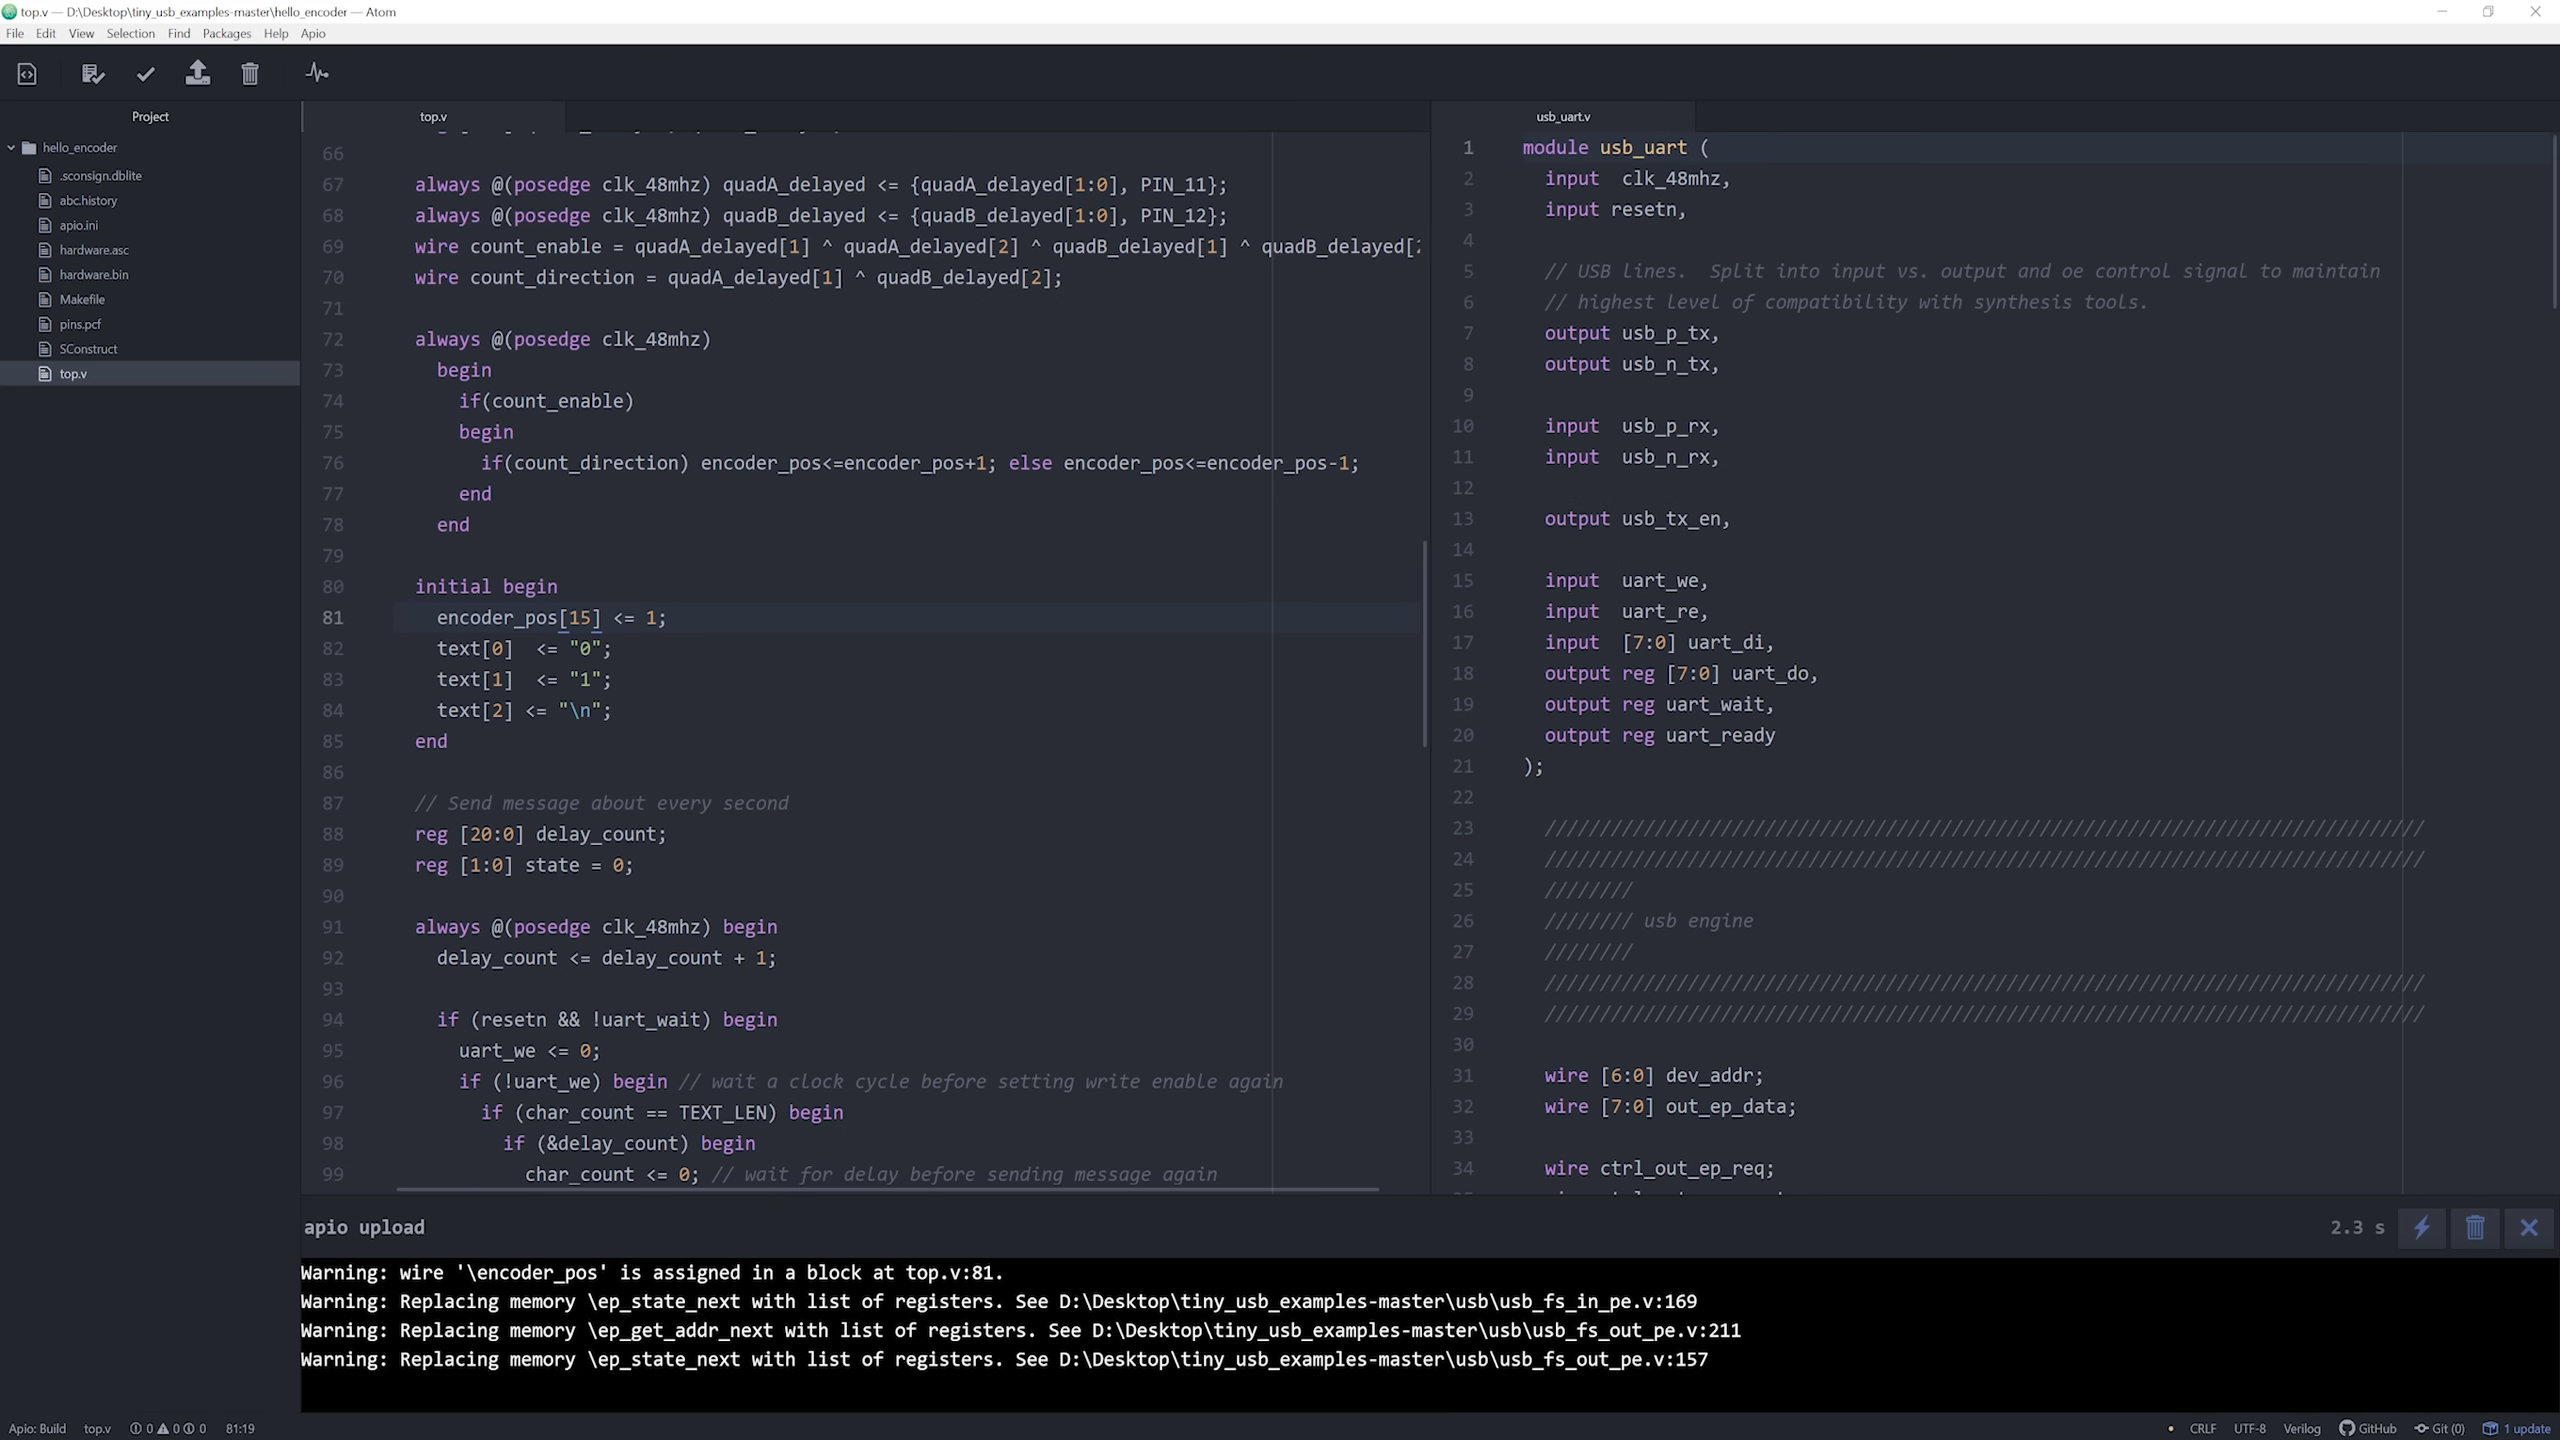 top.v — D:\Desktop\tiny_usb_examples-master\hello_encoder — Atom
File Edit View Selection Find Packages Help Apio
Project
hello_encoder
.sconsign.dblite
abc.history
apio.ini
hardware.asc
hardware.bin
Makefile
pins.pcf
SConstruct
top.v
top.v
66
67 always @(posedge clk_48mhz) quadA_delayed <= {quadA_delayed[1:0], PIN_11};
68 always @(posedge clk_48mhz) quadB_delayed <= {quadB_delayed[1:0], PIN_12};
69 wire count_enable = quadA_delayed[1] ^ quadA_delayed[2] ^ quadB_delayed[1] ^ quadB_delayed[
70 wire count_direction = quadA_delayed[1] ^ quadB_delayed[2];
71
72 always @(posedge clk_48mhz)
73 begin
74 if(count_enable)
75 begin
76 if(count_direction) encoder_pos<=encoder_pos+1; else encoder_pos<=encoder_pos-1;
77 end
78 end
79
80 initial begin
81 encoder_pos[15] <= 1;
82 text[0]  <= "0";
83 text[1]  <= "1";
84 text[2] <= "\n";
85 end
86
87 // Send message about every second
88 reg [20:0] delay_count;
89 reg [1:0] state = 0;
90
91 always @(posedge clk_48mhz) begin
92 delay_count <= delay_count + 1;
93
94 if (resetn && !uart_wait) begin
95 uart_we <= 0;
96 if (!uart_we) begin // wait a clock cycle before setting write enable again
97 if (char_count == TEXT_LEN) begin
98 if (&delay_count) begin
99 char_count <= 0; // wait for delay before sending message again
usb_uart.v
1 module usb_uart (
2 input  clk_48mhz,
3 input resetn,
4
5 // USB lines.  Split into input vs. output and oe control signal to maintain
6 // highest level of compatibility with synthesis tools.
7 output usb_p_tx,
8 output usb_n_tx,
9
10 input  usb_p_rx,
11 input  usb_n_rx,
12
13 output usb_tx_en,
14
15 input  uart_we,
16 input  uart_re,
17 input  [7:0] uart_di,
18 output reg [7:0] uart_do,
19 output reg uart_wait,
20 output reg uart_ready
21 );
22
23 ////////////////////////////////////////////////////////////////////////////////
24 ////////////////////////////////////////////////////////////////////////////////
25 ////////
26 //////// usb engine
27 ////////
28 ////////////////////////////////////////////////////////////////////////////////
29 ////////////////////////////////////////////////////////////////////////////////
30
31 wire [6:0] dev_addr;
32 wire [7:0] out_ep_data;
33
34 wire ctrl_out_ep_req;
apio upload 2.3 s
Warning: wire '\encoder_pos' is assigned in a block at top.v:81.
Warning: Replacing memory \ep_state_next with list of registers. See D:\Desktop\tiny_usb_examples-master\usb\usb_fs_in_pe.v:169
Warning: Replacing memory \ep_get_addr_next with list of registers. See D:\Desktop\tiny_usb_examples-master\usb\usb_fs_out_pe.v:211
Warning: Replacing memory \ep_state_next with list of registers. See D:\Desktop\tiny_usb_examples-master\usb\usb_fs_out_pe.v:157
Apio: Build top.v 0 0 0 81:19 CRLF UTF-8 Verilog GitHub Git (0) 1 update